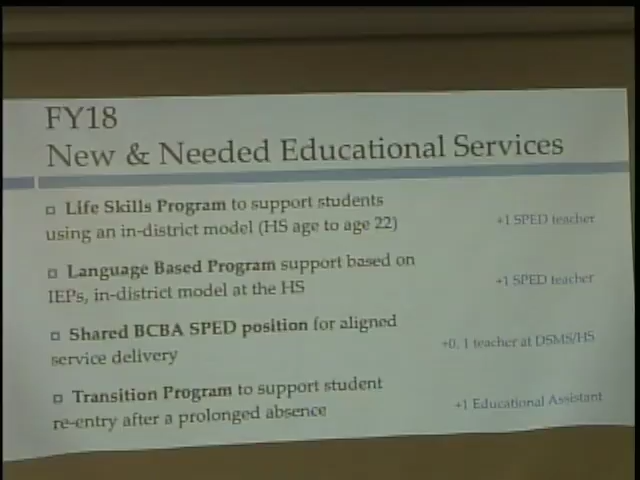 FY18
New & Needed Educational Services
Life Skills Program to support students
using an in-district model (HS age to age 22)
+1 SPED teacher
Language Based Program support based on
IEPs, in-district model at the HS
+1 SPED teacher
Shared BCBA SPED position for aligned
service delivery
+0. 1 teacher at DSMS/HS
Transition Program to support student
re-entry after a prolonged absence
+1 Educational Assistant